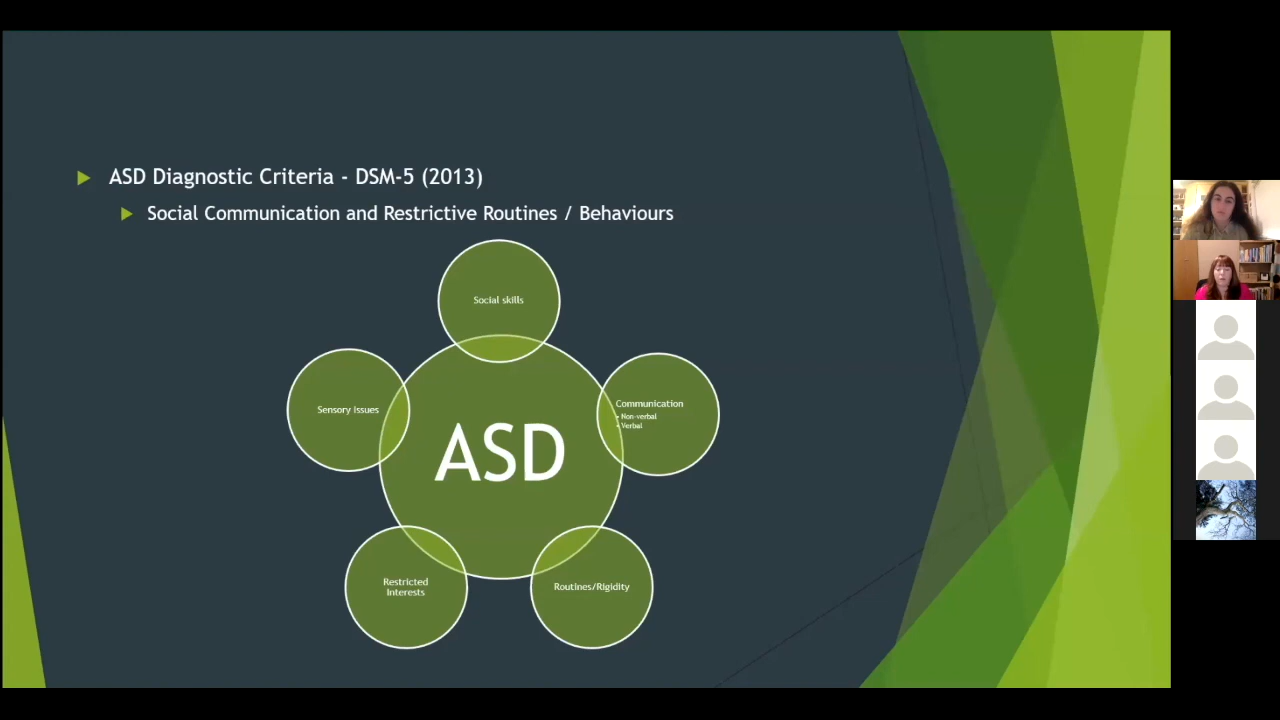 ASD Diagnostic Criteria - DSM-5 (2013)
Social Communication and Restrictive Routines / Behaviours
Social skills
Sensory Issues
Communication
• Non-verbal
• Verbal
ASD
Restricted
Interests
Routines/Rigidity